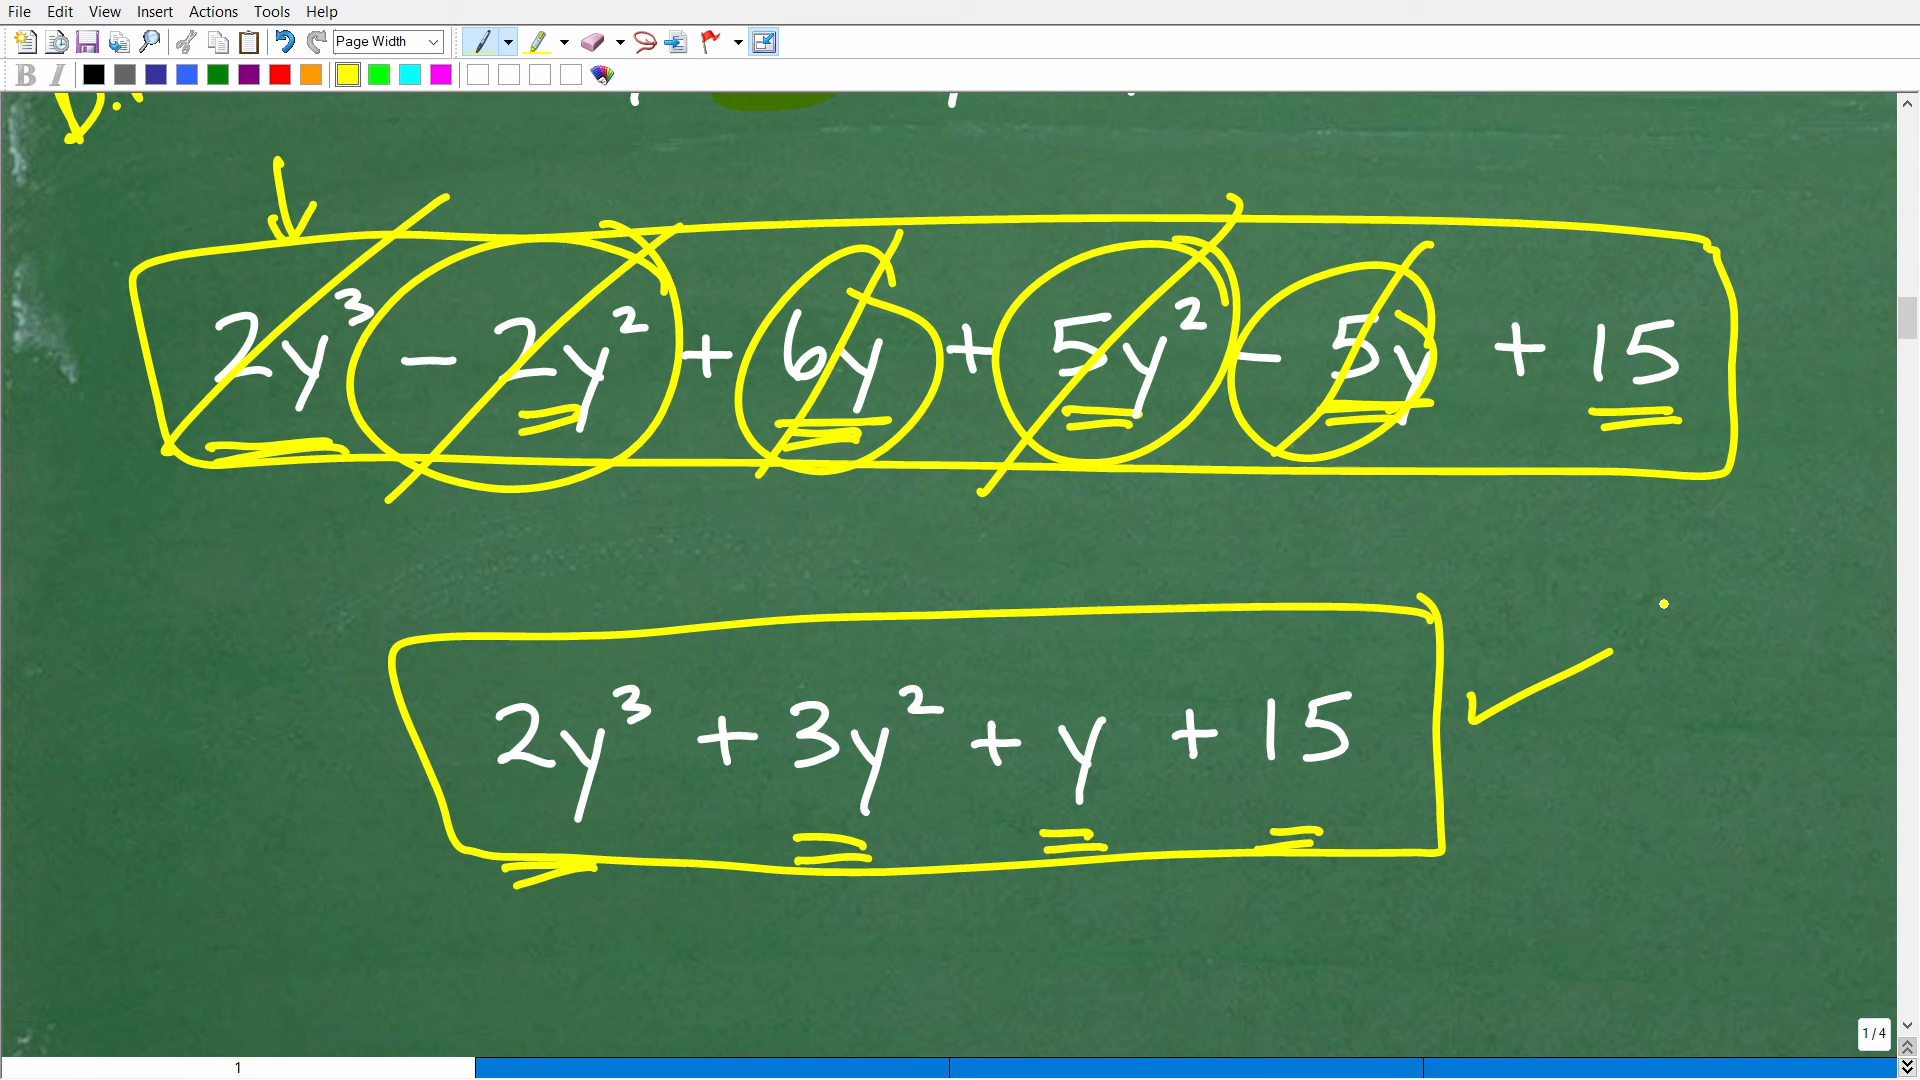 File Edit View Insert Actions Tools Help
Page Width
B I
2y³ - 2y² + 6y + 5y² - 5y + 15
2y³ + 3y² + y + 15
1 / 4
1